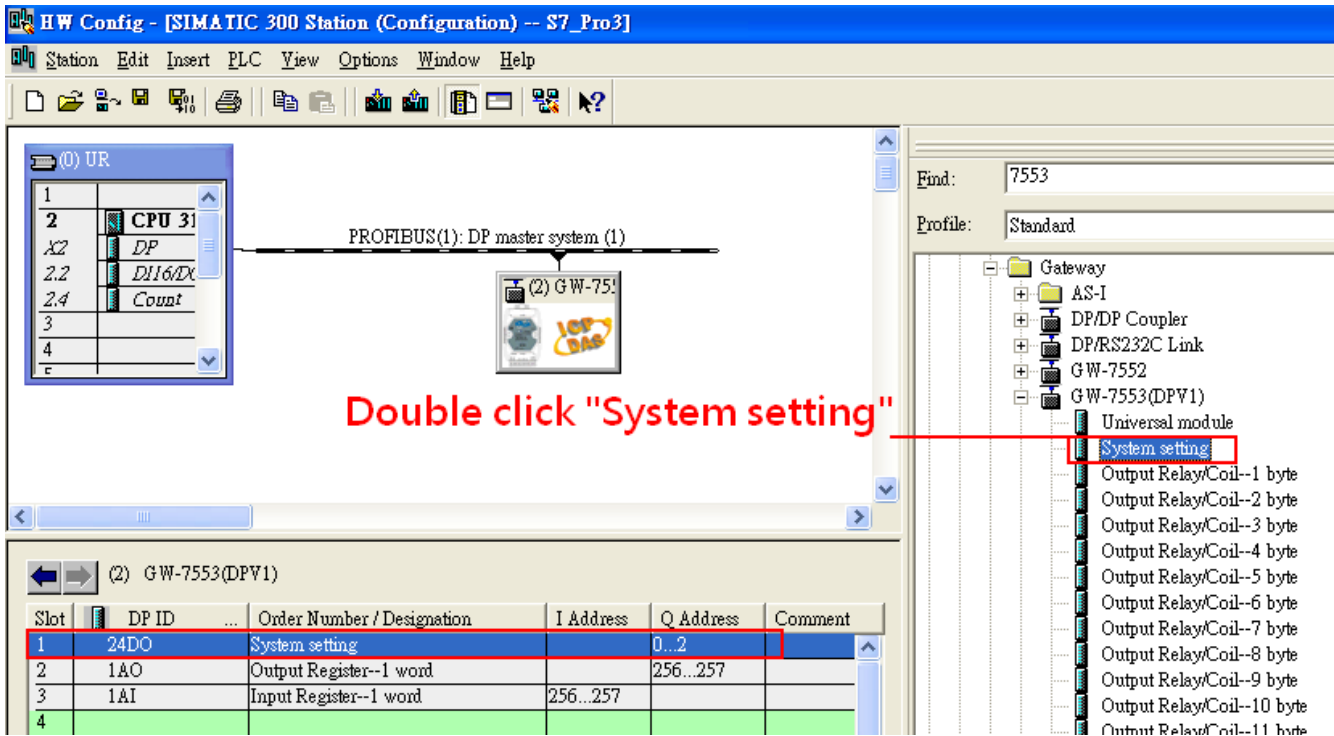 HW Config - [SIMATIC 300 Station (Configuration) -- S7_Pro3]
Station Edit Insert PLC View Options Window Help
(0) UR
1
2 CPU 31
X2 DP
2.2 DI16/DO
2.4 Count
3
4
PROFIBUS(1): DP master system (1)
(2) GW-755
ICP DAS
Double click "System setting"
Find: 7553
Profile: Standard
Gateway
AS-I
DP/DP Coupler
DP/RS232C Link
GW-7552
GW-7553(DPV1)
Universal module
System setting
Output Relay/Coil--1 byte
Output Relay/Coil--2 byte
Output Relay/Coil--3 byte
Output Relay/Coil--4 byte
Output Relay/Coil--5 byte
Output Relay/Coil--6 byte
Output Relay/Coil--7 byte
Output Relay/Coil--8 byte
Output Relay/Coil--9 byte
Output Relay/Coil--10 byte
Output Relay/Coil--11 byte
(2) GW-7553(DPV1)
Slot DP ID ... Order Number / Designation I Address Q Address Comment
1 24DO System setting 0...2
2 1AO Output Register--1 word 256...257
3 1AI Input Register--1 word 256...257
4